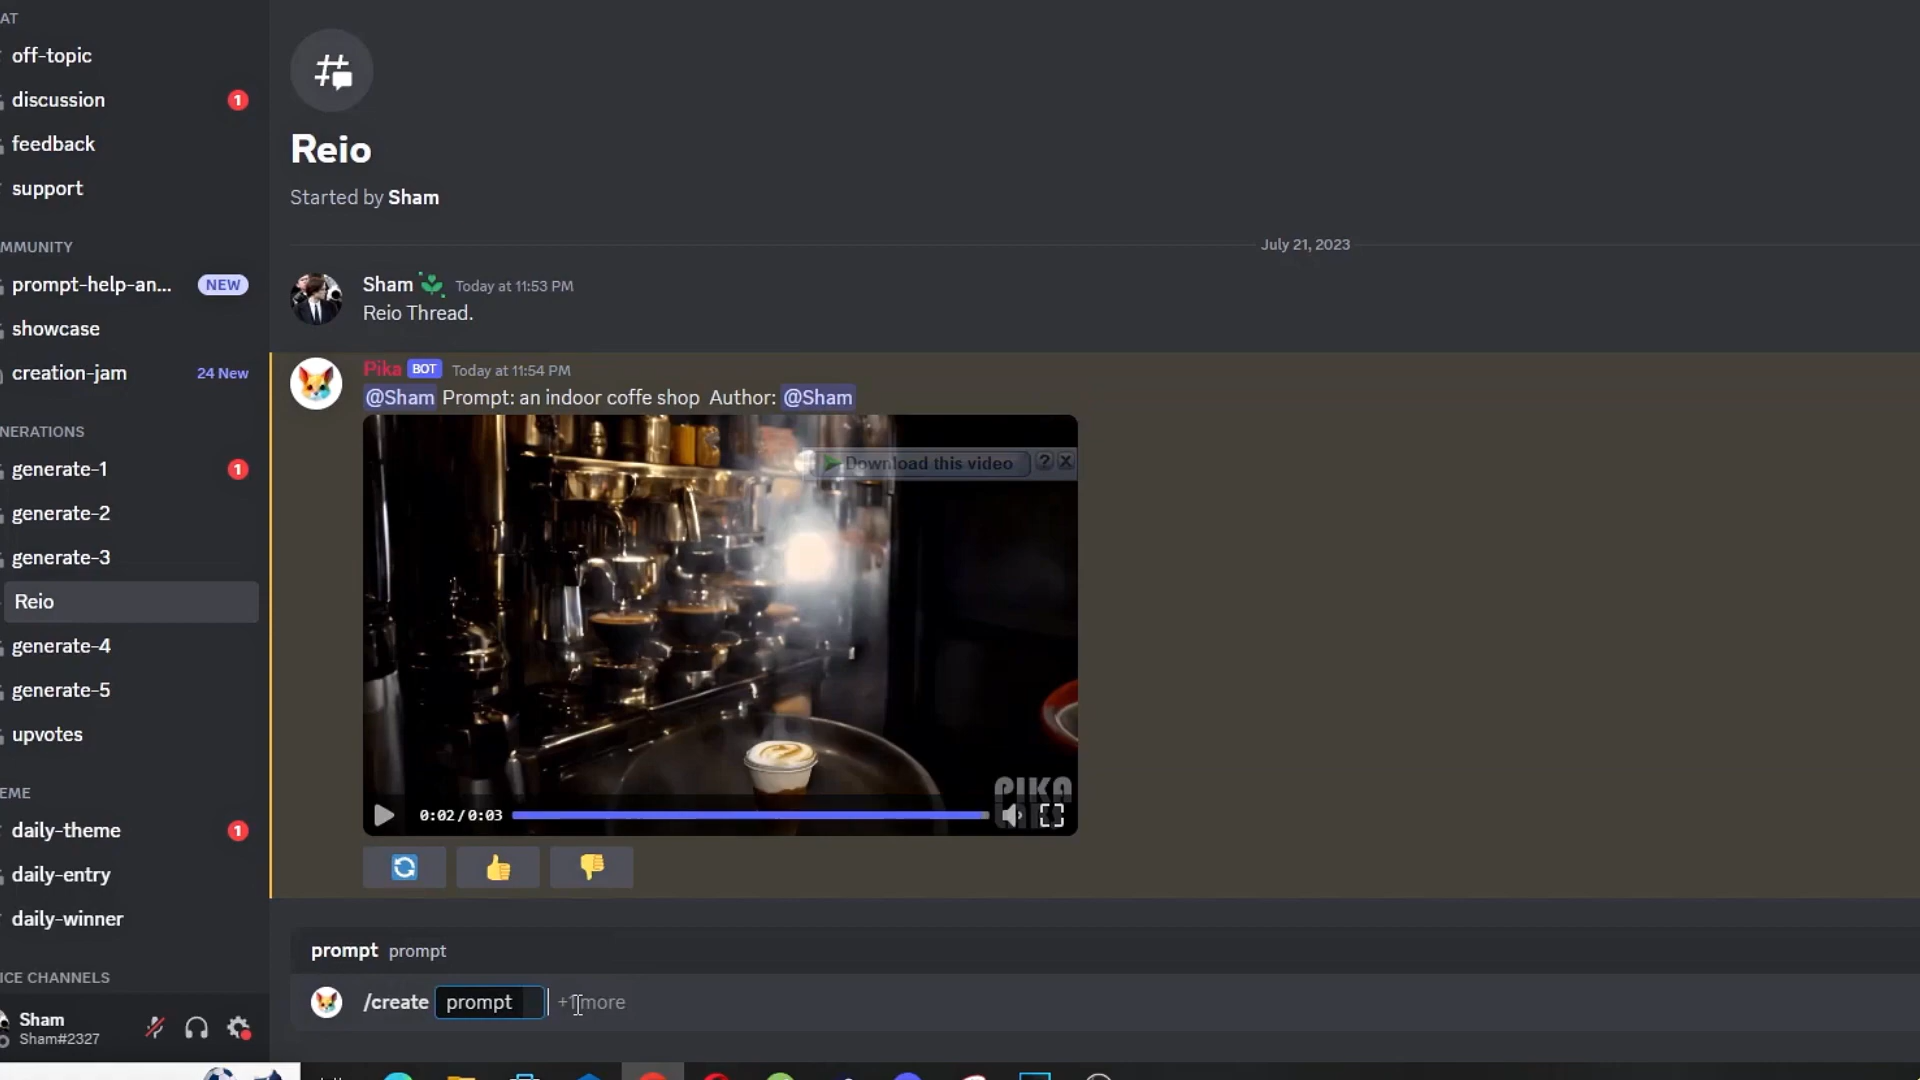 AT
off-topic
discussion 1
feedback
support
MMUNITY
prompt-help-an... NEW
showcase
creation-jam 24 New
NERATIONS
generate-1 1
generate-2
generate-3
Reio
generate-4
generate-5
upvotes
EME
daily-theme 1
daily-entry
daily-winner
ICE CHANNELS
Sham
Sham#2327
Reio
Started by Sham
July 21, 2023
Sham Today at 11:53 PM
Reio Thread.
Pika BOT Today at 11:54 PM
@Sham Prompt: an indoor coffe shop Author: @Sham
Download this video ?
PIKA
0:02/0:03
prompt prompt
/create prompt +1 more